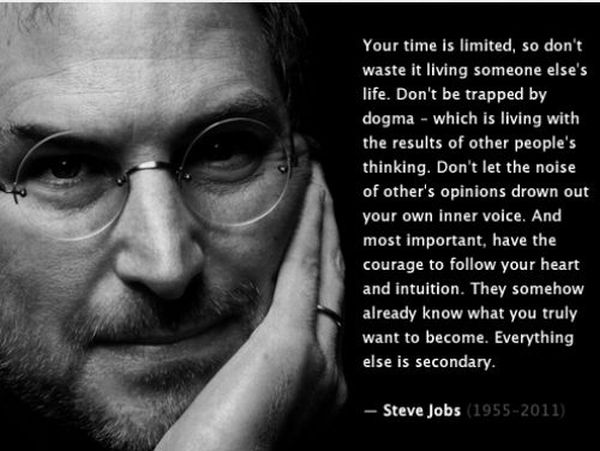 Your time is limited, so don't
waste it living someone else's
life. Don't be trapped by
dogma – which is living with
the results of other people's
thinking. Don't let the noise
of other's opinions drown out
your own inner voice. And
most important, have the
courage to follow your heart
and intuition. They somehow
already know what you truly
want to become. Everything
else is secondary.
— Steve Jobs (1955-2011)